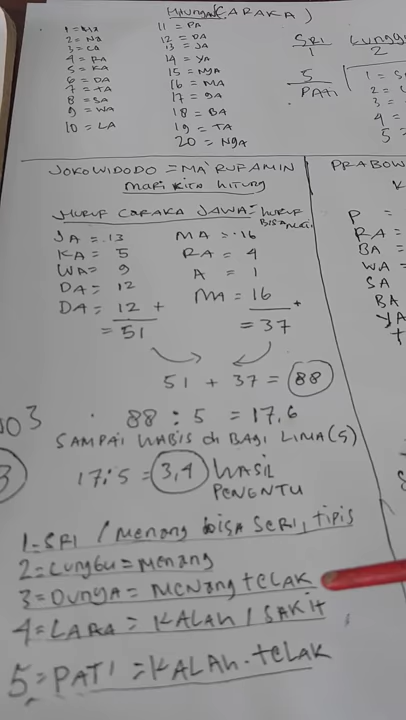 HURUF (CARAKA)
1 = HA
2 = NA
3 = CA
4 = RA
5 = KA
6 = DA
7 = TA
8 = SA
9 = WA
10 = LA
11 = PA
12 = DA
13 = JA
14 = YA
15 = NYA
16 = MA
17 = GA
18 = BA
19 = TA
20 = NGA
SRI
1
2
5
PATI
1 =
2 =
3 =
4 =
5
JOKOWIDODO = MA'RUFAMIN
mari kita hitung
HURUF CARAKA JAWA = HURUF
JA = 13
KA = 5
WA = 9
DA = 12
DA = 12 +
= 51
MA = 16
RA = 4
A = 1
MA = 16 +
= 37
51 + 37 = 88
88 : 5 = 17,6
SAMPAI HABIS di BAGI LIMA (5)
17 : 5 = 3,4 HASIL
PENENTU
1 = SRI / Menang bisa SERI, tipis
2 = LUNGGU = Menang
3 = DUNYA = MENANG TELAK
4 = LARA = KALAH / SAKIT
5 = PATI = KALAH. TELAK
PRABOW
K
P =
RA =
BA =
WA =
SA
BA
YA